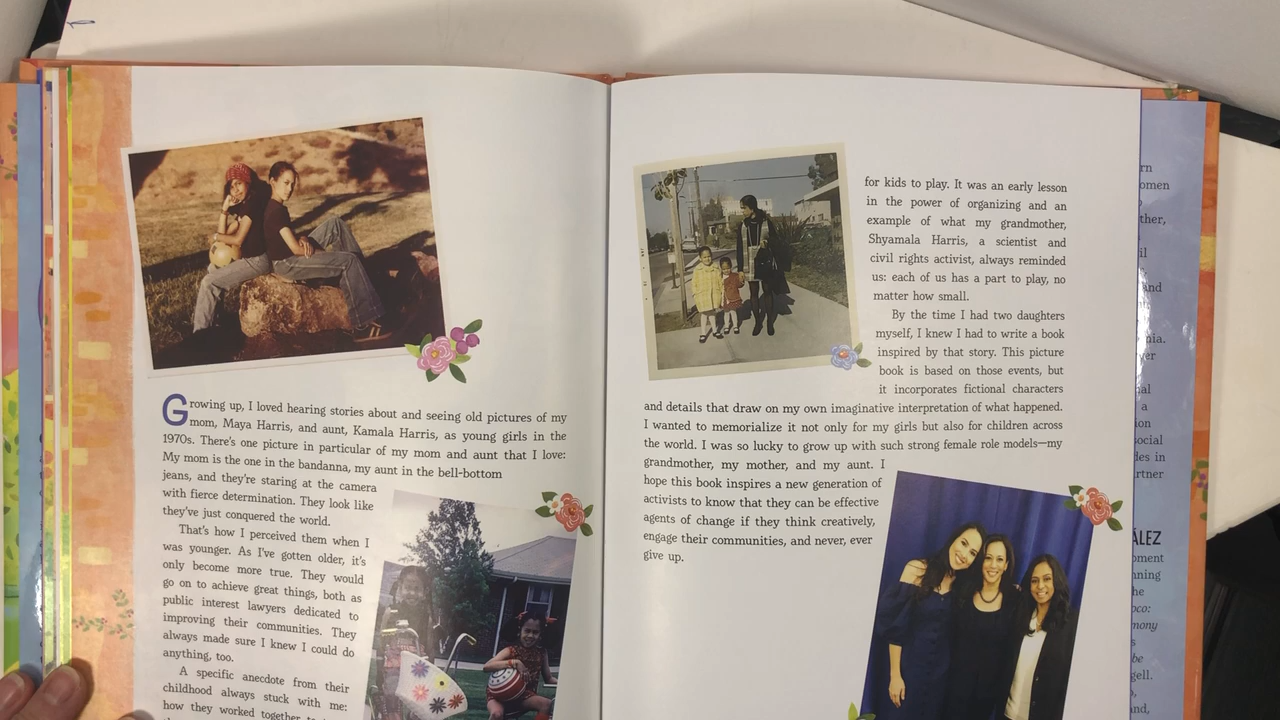 Growing up, I loved hearing stories about and seeing old pictures of my
mom, Maya Harris, and aunt, Kamala Harris, as young girls in the
1970s. There's one picture in particular of my mom and aunt that I love:
My mom is the one in the bandanna, my aunt in the bell-bottom
jeans, and they're staring at the camera
with fierce determination. They look like
they've just conquered the world.
That's how I perceived them when I
was younger. As I've gotten older, it's
only become more true. They would
go on to achieve great things, both as
public interest lawyers dedicated to
improving their communities. They
always made sure I knew I could do
anything, too.
A specific anecdote from their
childhood always stuck with me:
how they worked together
for kids to play. It was an early lesson
in the power of organizing and an
example of what my grandmother,
Shyamala Harris, a scientist and
civil rights activist, always reminded
us: each of us has a part to play, no
matter how small.
By the time I had two daughters
myself, I knew I had to write a book
inspired by that story. This picture
book is based on those events, but
it incorporates fictional characters
and details that draw on my own imaginative interpretation of what happened.
I wanted to memorialize it not only for my girls but also for children across
the world. I was so lucky to grow up with such strong female role models—my
grandmother, my mother, and my aunt. I
hope this book inspires a new generation of
activists to know that they can be effective
agents of change if they think creatively,
engage their communities, and never, ever
give up.